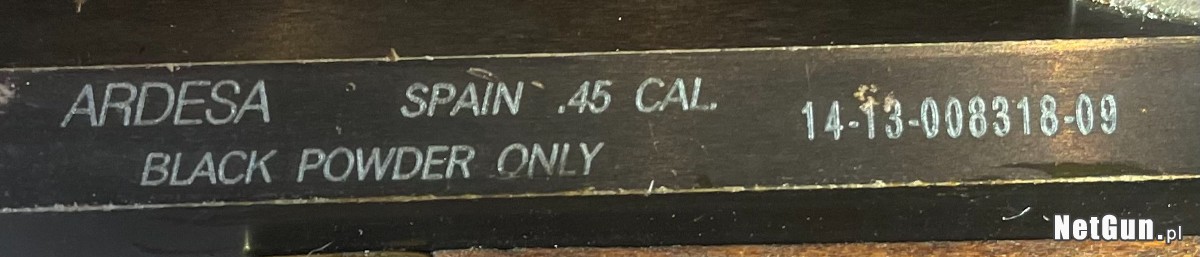 ARDESA SPAIN .45 CAL. 14-13-008318-09
BLACK POWDER ONLY
NetGun.pl